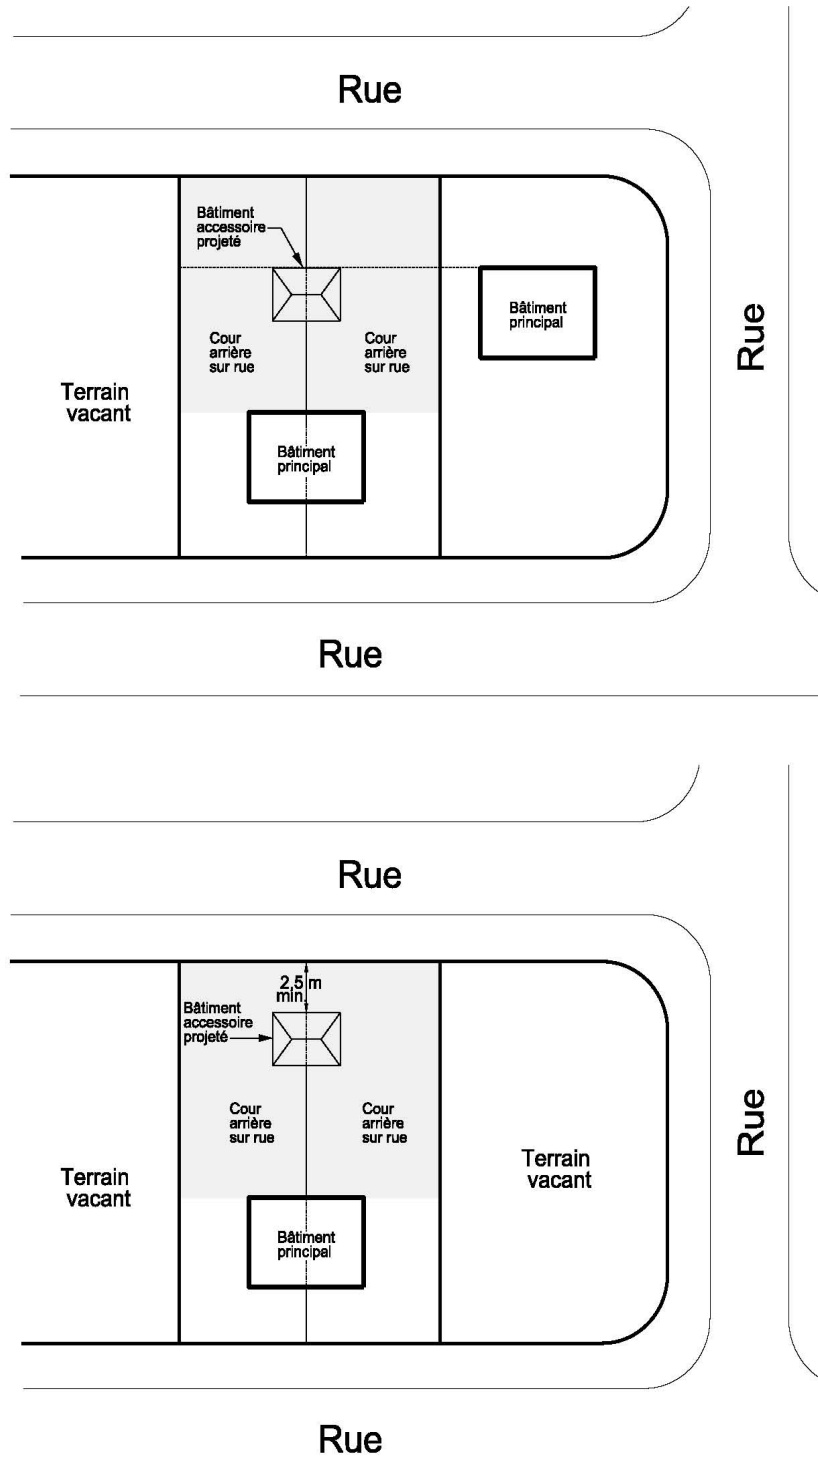 Rue
Bâtiment
accessoire
projeté
Bâtiment
principal
Rue
Cour
arrière
sur rue
Cour
arrière
sur rue
Terrain
vacant
Bâtiment
principal
Rue
Rue
2,5 m
min.
Bâtiment
accessoire
projeté
Cour
arrière
sur rue
Cour
arrière
sur rue
Rue
Terrain
vacant
Terrain
vacant
Bâtiment
principal
Rue